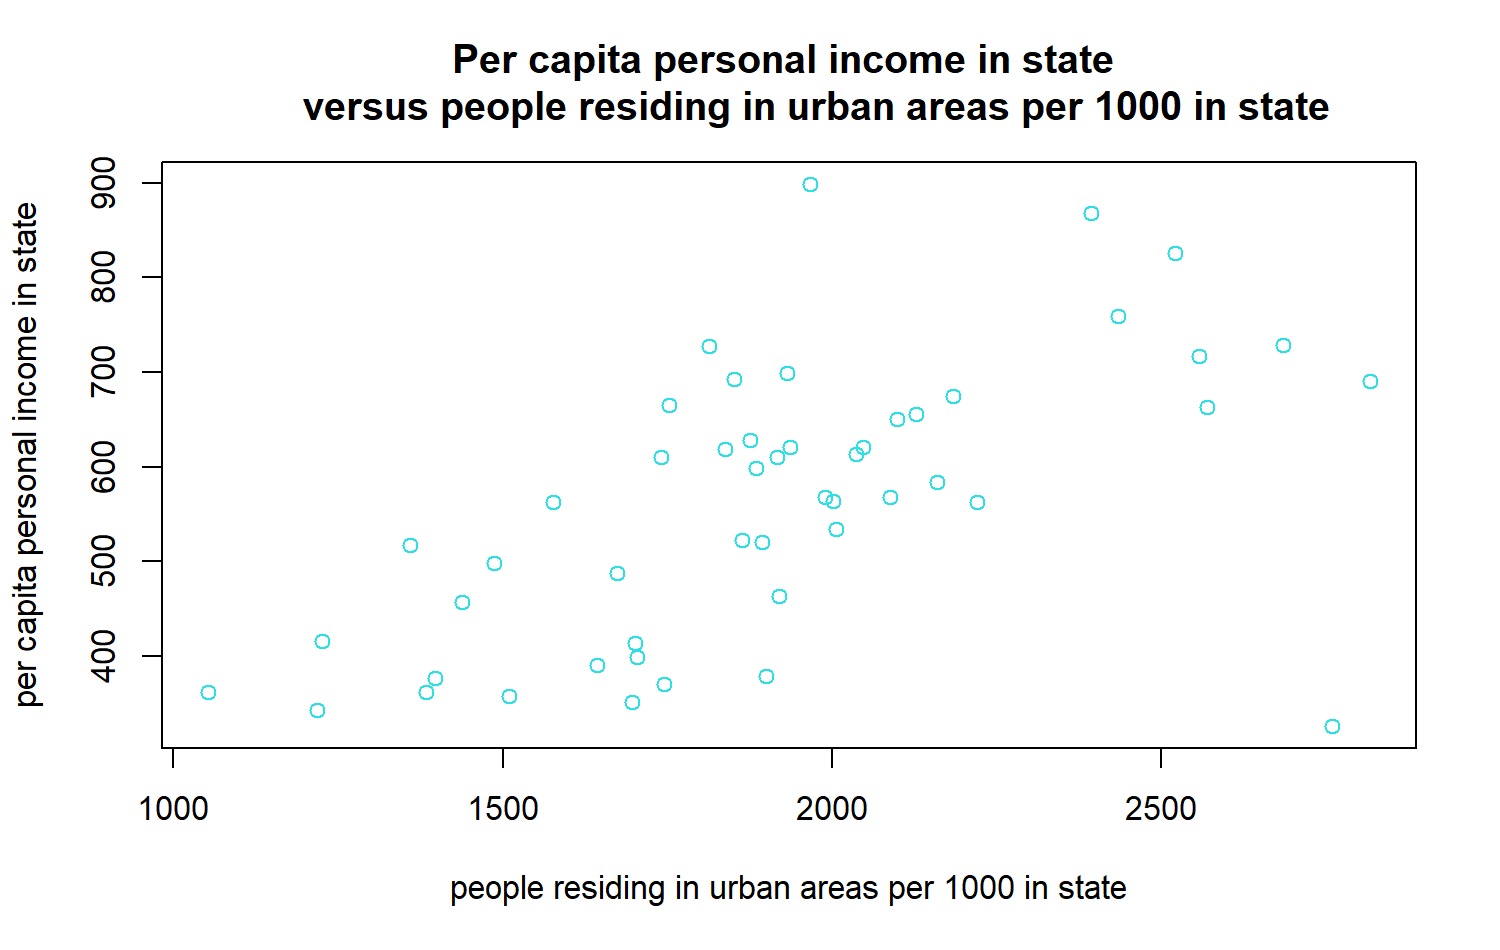 Per capita personal income in state
versus people residing in urban areas per 1000 in state
per capita personal income in state
900
800
700
600
500
400
1000 1500 2000 2500
people residing in urban areas per 1000 in state